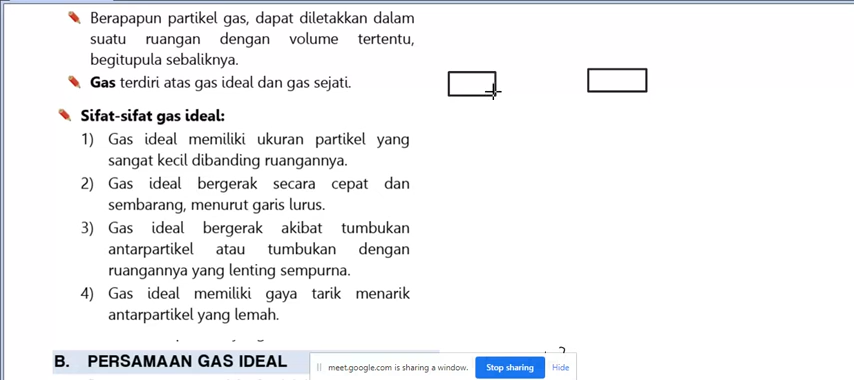 Berapapun partikel gas, dapat diletakkan dalam
suatu ruangan dengan volume tertentu,
begitupula sebaliknya.
Gas terdiri atas gas ideal dan gas sejati.
Sifat-sifat gas ideal:
1) Gas ideal memiliki ukuran partikel yang
sangat kecil dibanding ruangannya.
2) Gas ideal bergerak secara cepat dan
sembarang, menurut garis lurus.
3) Gas ideal bergerak akibat tumbukan
antarpartikel atau tumbukan dengan
ruangannya yang lenting sempurna.
4) Gas ideal memiliki gaya tarik menarik
antarpartikel yang lemah.
B. PERSAMAAN GAS IDEAL
meet.google.com is sharing a window. Stop sharing Hide